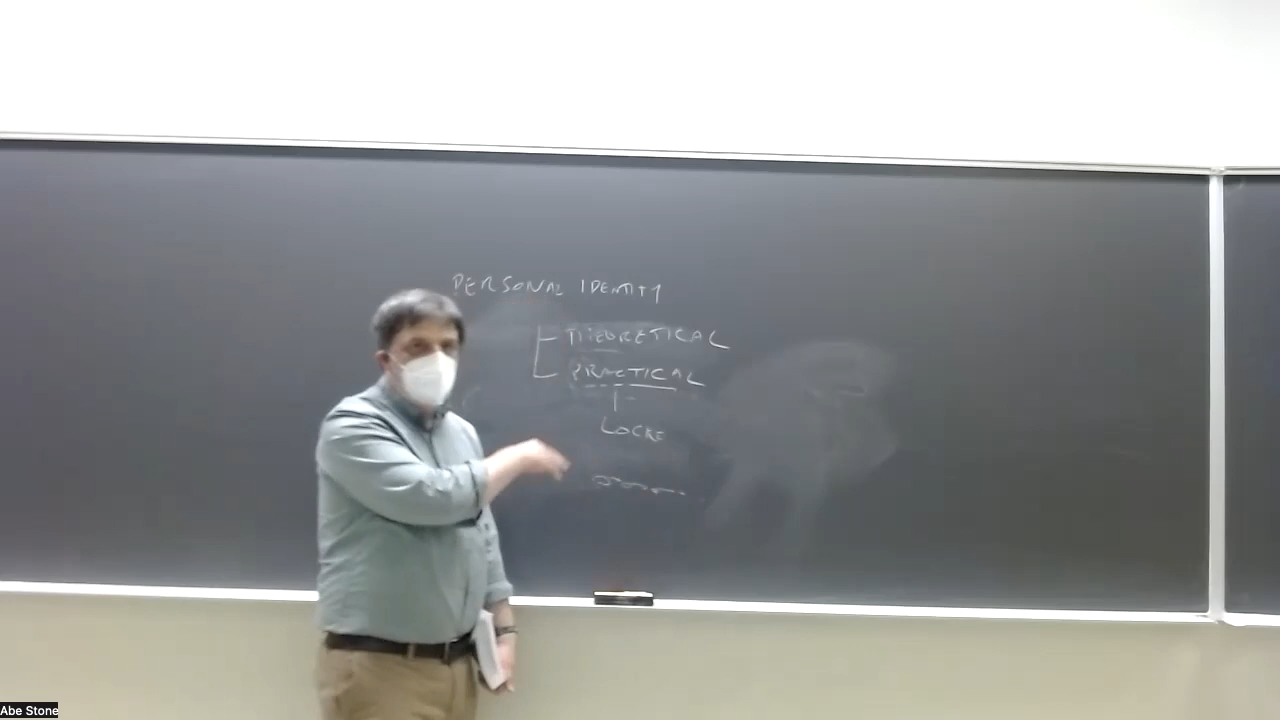 PERSONAL IDENTITY
THEORETICAL
PRACTICAL
LOCKE
Abe Stone